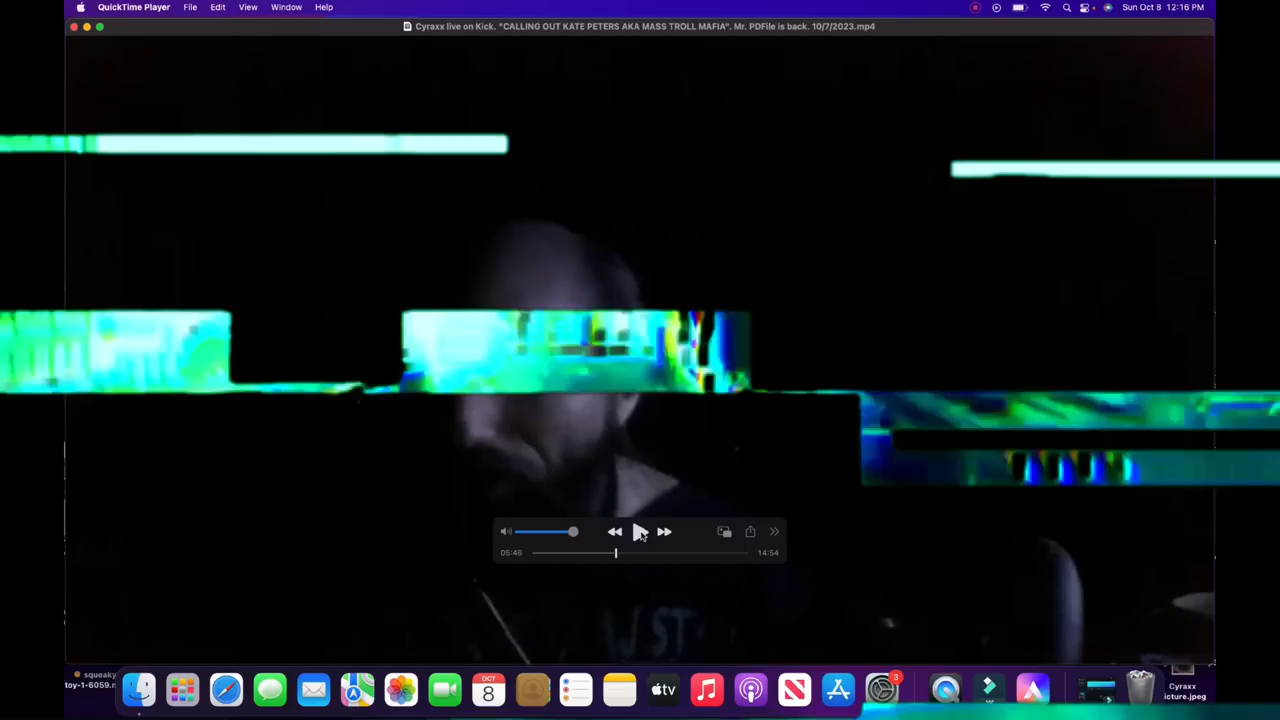 QuickTime Player File Edit View Window Help
Sun Oct 8 12:16 PM
Cyraxx live on Kick. "CALLING OUT KATE PETERS AKA MASS TROLL MAFIA". Mr. PDFile is back. 10/7/2023.mp4
05:46
14:54
squeaky
toy-1-6059.
OCT
8
tv
3
Cyraxx
icture.jpeg